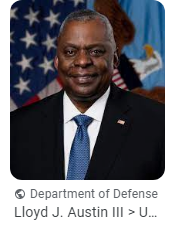 Department of Defense
Lloyd J. Austin III > U...